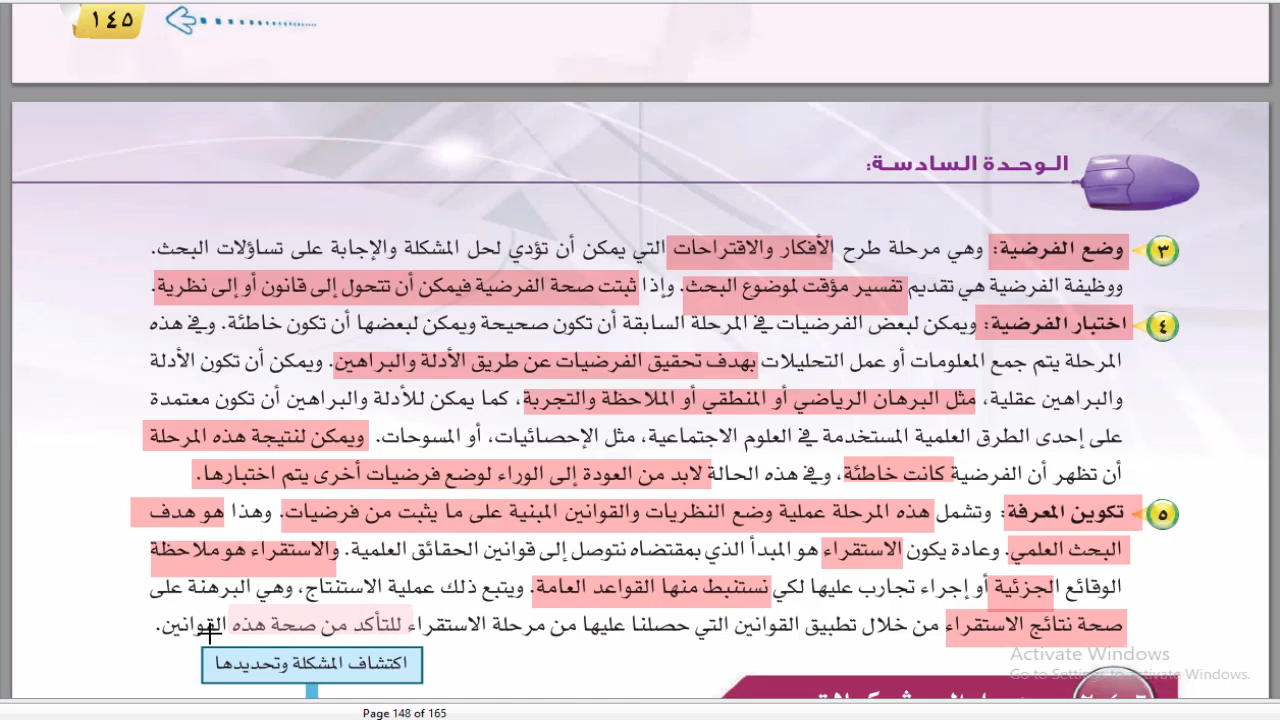 ١٤٥
الوحدة السادسة:
٣ وضع الفرضية: وهي مرحلة طرح الأفكار والاقتراحات التي يمكن أن تؤدي لحل المشكلة والإجابة على تساؤلات البحث.
ووظيفة الفرضية هي تقديم تفسير مؤقت لموضوع البحث. وإذا ثبتت صحة الفرضية فيمكن أن تتحول إلى قانون أو إلى نظرية.
٤ اختبار الفرضية: ويمكن لبعض الفرضيات في المرحلة السابقة أن تكون صحيحة ويمكن لبعضها أن تكون خاطئة. وفي هذه
المرحلة يتم جمع المعلومات أو عمل التحليلات بهدف تحقيق الفرضيات عن طريق الأدلة والبراهين. ويمكن أن تكون الأدلة
والبراهين عقلية، مثل البرهان الرياضي أو المنطقي أو الملاحظة والتجربة، كما يمكن للأدلة والبراهين أن تكون معتمدة
على إحدى الطرق العلمية المستخدمة في العلوم الاجتماعية، مثل الإحصائيات، أو المسوحات. ويمكن لنتيجة هذه المرحلة
أن تظهر أن الفرضية كانت خاطئة، وفي هذه الحالة لابد من العودة إلى الوراء لوضع فرضيات أخرى يتم اختبارها.
٥ تكوين المعرفة: وتشمل هذه المرحلة عملية وضع النظريات والقوانين المبنية على ما يثبت من فرضيات. وهذا هو هدف
البحث العلمي. وعادة يكون الاستقراء هو المبدأ الذي بمقتضاه نتوصل إلى قوانين الحقائق العلمية. والاستقراء هو ملاحظة
الوقائع الجزئية أو إجراء تجارب عليها لكي نستنبط منها القواعد العامة. ويتبع ذلك عملية الاستنتاج، وهي البرهنة على
صحة نتائج الاستقراء من خلال تطبيق القوانين التي حصلنا عليها من مرحلة الاستقراء للتأكد من صحة هذه القوانين.
اكتشاف المشكلة وتحديدها
Activate Windows
Go to Settings to activate Windows.
Page 148 of 165